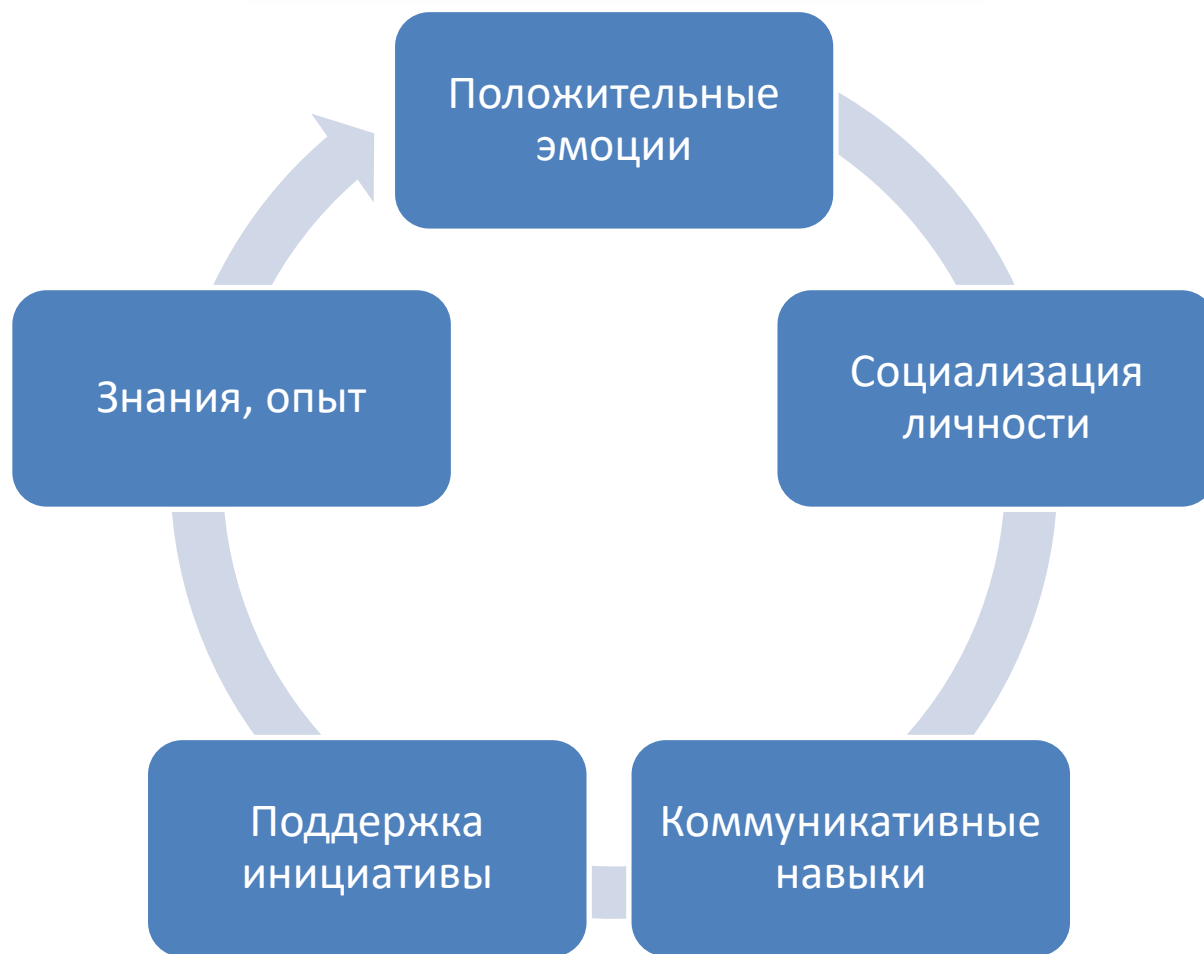 Положительные
эмоции
Социализация
личности
Коммуникативные
навыки
Поддержка
инициативы
Знания, опыт